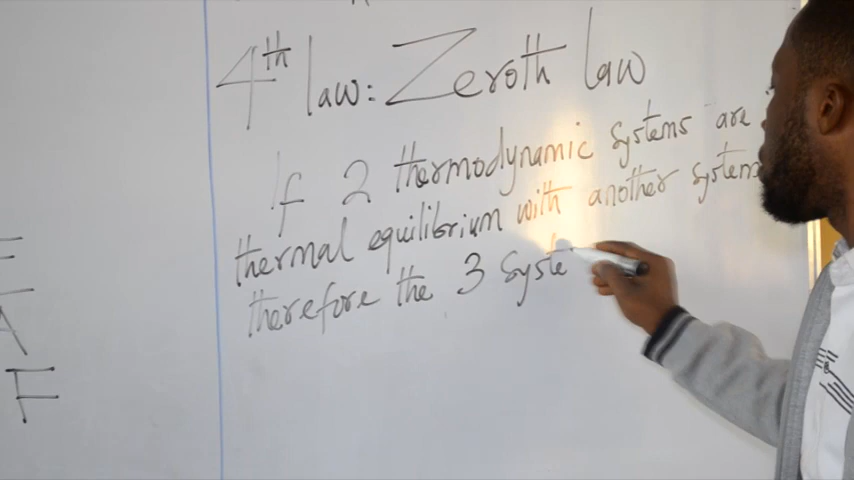 4th law: Zeroth law
If 2 thermodynamic systems are
thermal equilibrium with another system
therefore the 3 syste
F
A
F